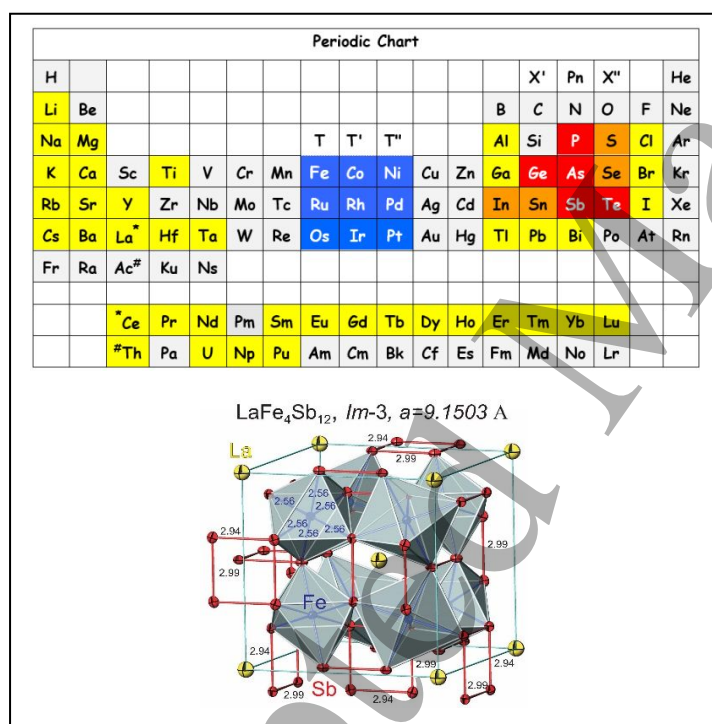 Periodic Chart
H X' Pn X" He
Li Be B C N O F Ne
Na Mg T T' T" Al Si P S Cl Ar
K Ca Sc Ti V Cr Mn Fe Co Ni Cu Zn Ga Ge As Se Br Kr
Rb Sr Y Zr Nb Mo Tc Ru Rh Pd Ag Cd In Sn Sb Te I Xe
Cs Ba La* Hf Ta W Re Os Ir Pt Au Hg Tl Pb Bi Po At Rn
Fr Ra Ac# Ku Ns
*Ce Pr Nd Pm Sm Eu Gd Tb Dy Ho Er Tm Yb Lu
#Th Pa U Np Pu Am Cm Bk Cf Es Fm Md No Lr
LaFe₄Sb₁₂, Im-3, a=9.1503 A
2.94
La
2.99
2.56
2.56 2.56
2.94 2.56 2.56
2.56
2.99
2.99
Fe
2.94 2.99 2.94
Sb
2.99 2.94